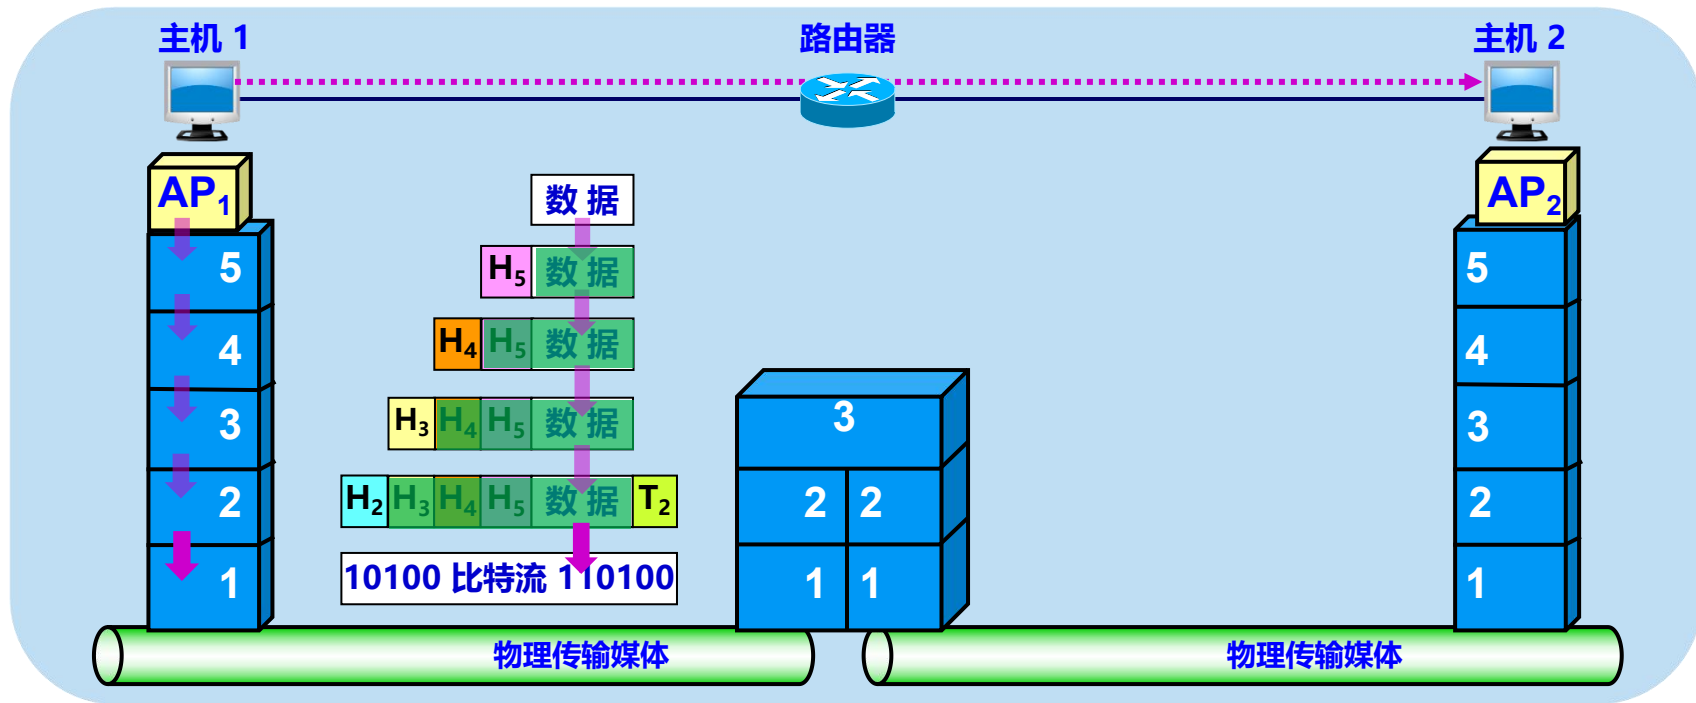 主机 1
路由器
主机 2
AP1
AP2
数 据
5
H5 数 据
5
4
H4 H5 数 据
4
3
H3 H4 H5 数 据
3
3
2
H2 H3 H4 H5 数 据 T2
2 2
2
1
10100 比特流 110100
1 1
1
物理传输媒体
物理传输媒体